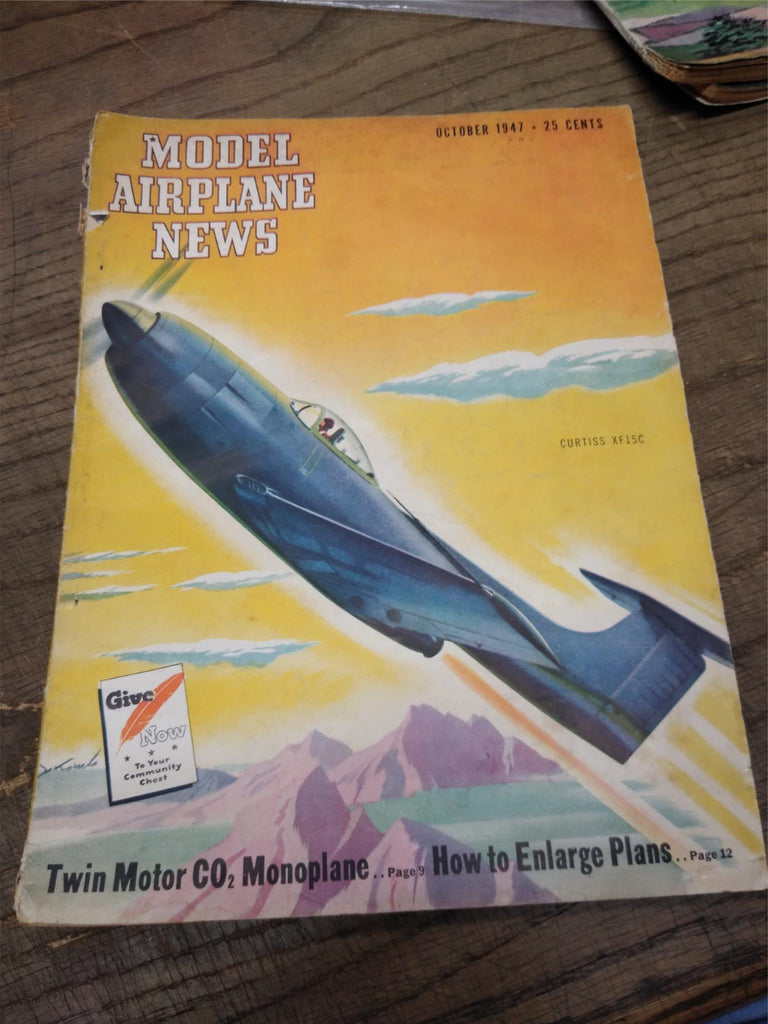 OCTOBER 1947 · 25 CENTS
MODEL
AIRPLANE
NEWS
CURTISS XF15C
Give
Now
To Your
Community
Chest
Twin Motor CO₂ Monoplane..Page 9 How to Enlarge Plans..Page 12